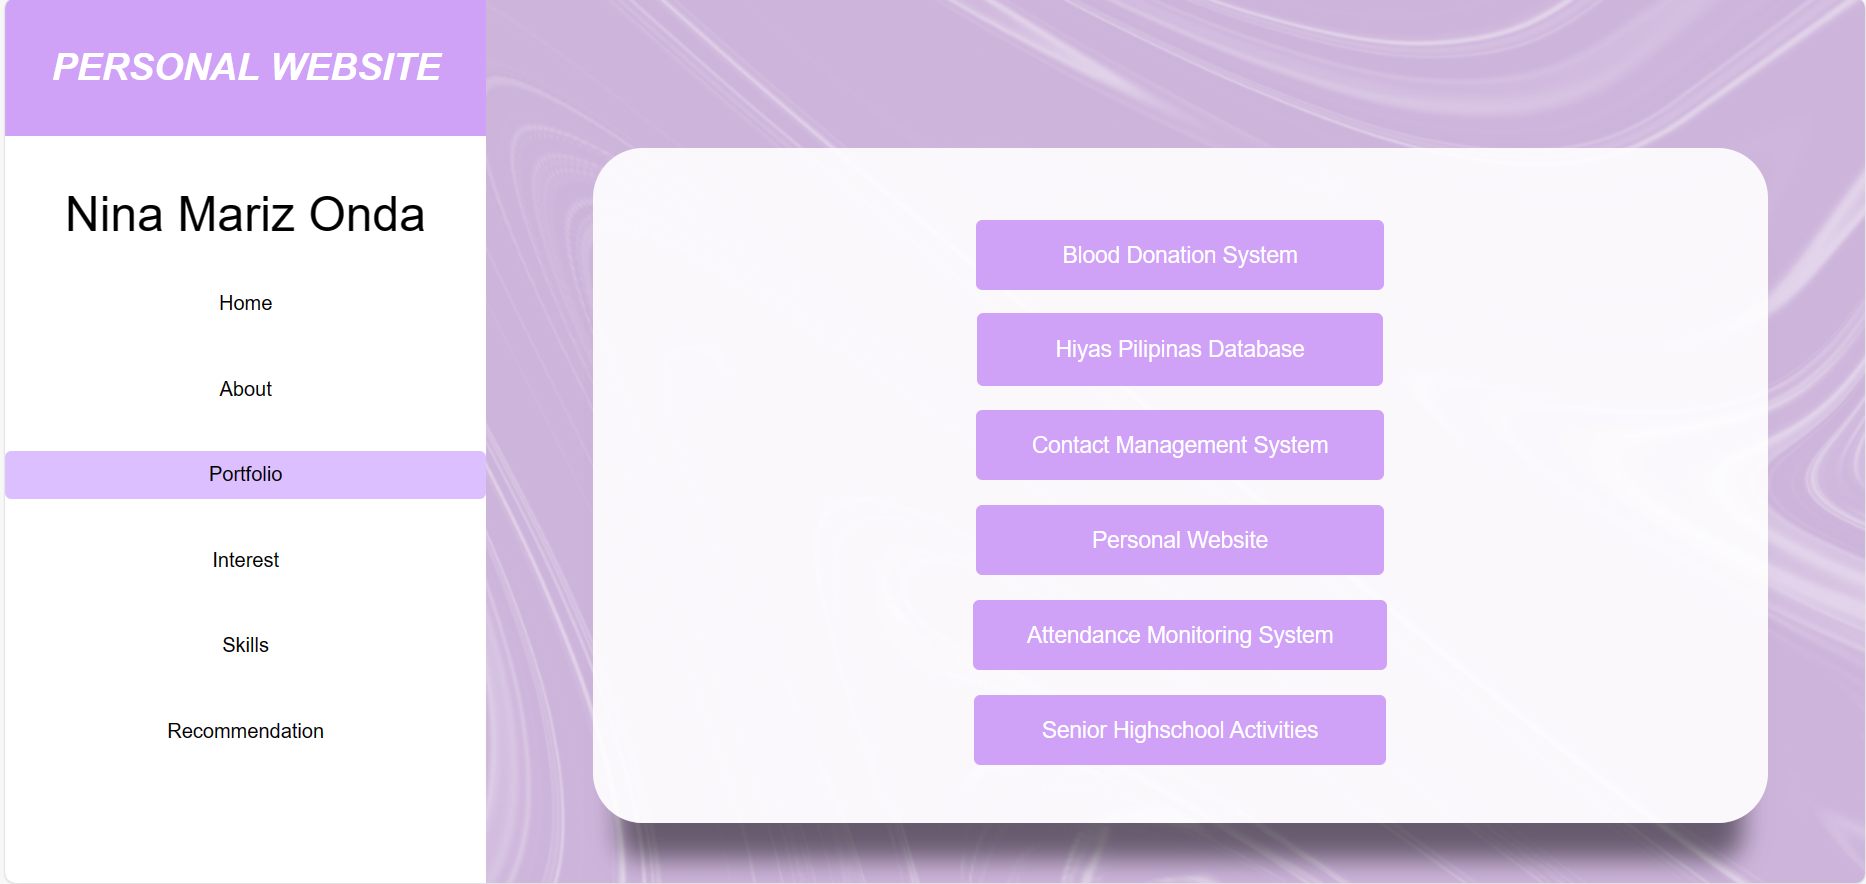 PERSONAL WEBSITE
Nina Mariz Onda
Home
About
Portfolio
Interest
Skills
Recommendation
Blood Donation System
Hiyas Pilipinas Database
Contact Management System
Personal Website
Attendance Monitoring System
Senior Highschool Activities